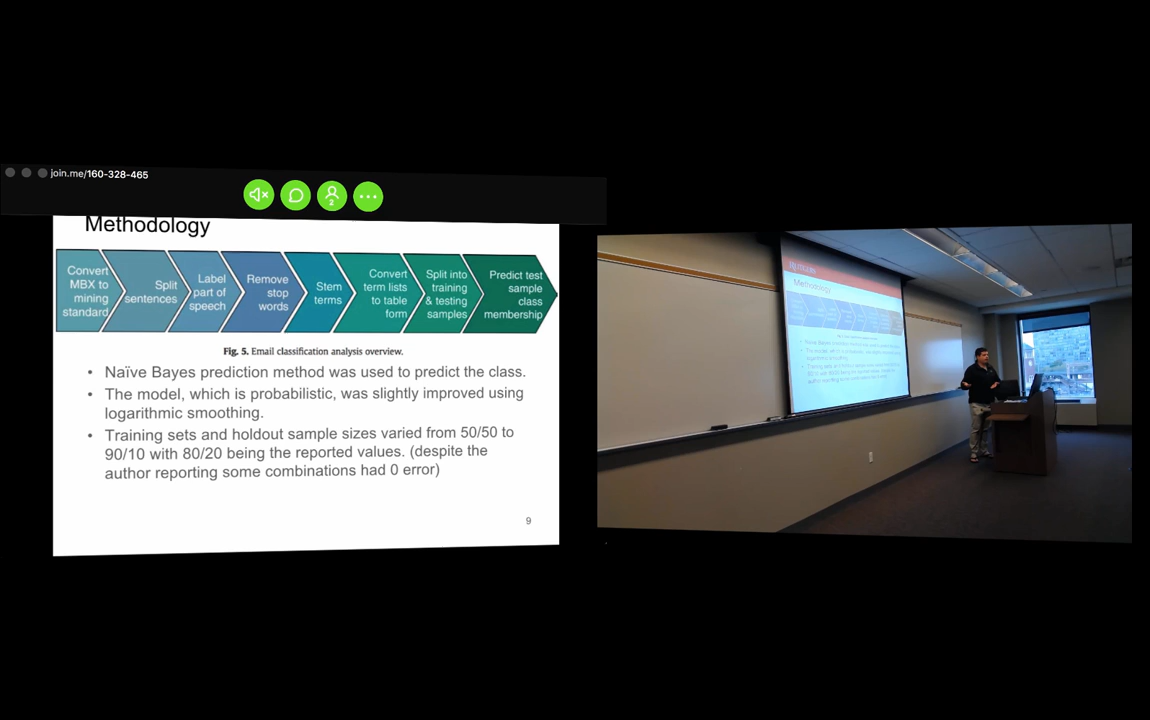 join.me/160-328-465
2
Methodology
Convert
MBX to
mining
standard
Split
sentences
Label
part of
speech
Remove
stop
words
Stem
terms
Convert
term lists
to table
form
Split into
training
& testing
samples
Predict test
sample
class
membership
Fig. 5. Email classification analysis overview.
• Naïve Bayes prediction method was used to predict the class.
• The model, which is probabilistic, was slightly improved using
logarithmic smoothing.
• Training sets and holdout sample sizes varied from 50/50 to
90/10 with 80/20 being the reported values. (despite the
author reporting some combinations had 0 error)
9
Methodology